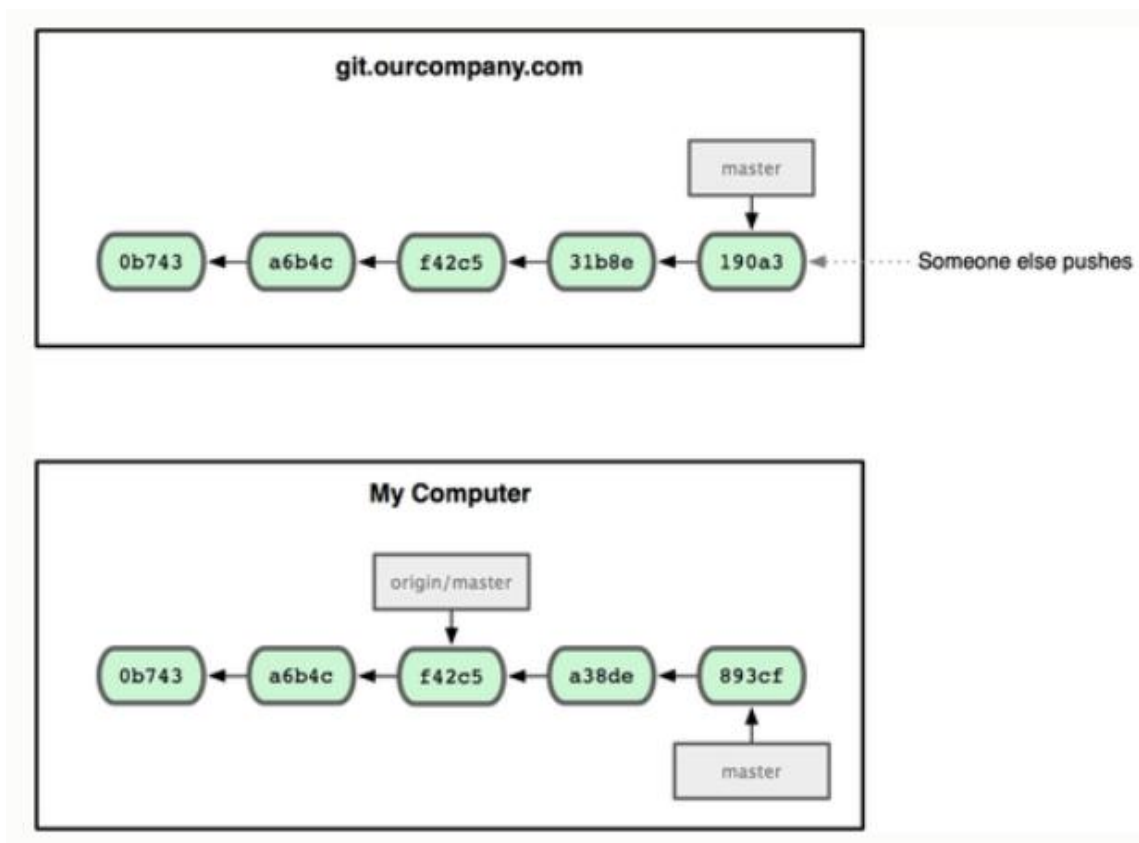 git.ourcompany.com
master
0b743 a6b4c f42c5 31b8e 190a3 Someone else pushes
My Computer
origin/master
0b743 a6b4c f42c5 a38de 893cf
master